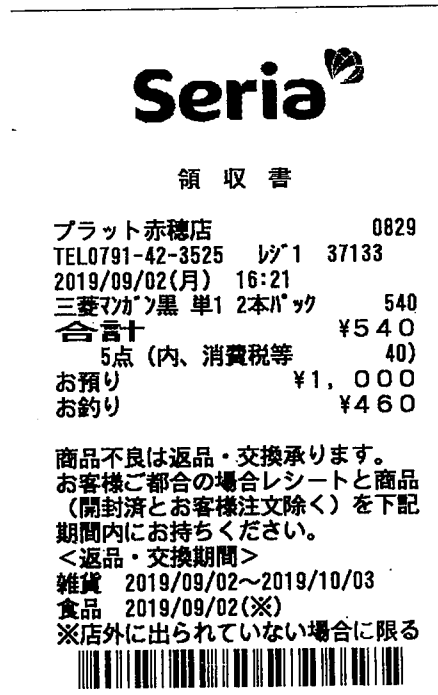 Seria
領 収 書
プラット赤穂店 0829
TEL0791-42-3525 ﾚｼﾞ1 37133
2019/09/02(月) 16:21
三菱ﾏﾝｶﾞﾝ黒 単1 2本ﾊﾟｯｸ 540
合計 ¥540
5点 (内、消費税等 40)
お預り ¥1,000
お釣り ¥460
商品不良は返品・交換承ります。
お客様ご都合の場合レシートと商品
(開封済とお客様注文除く)を下記
期間内にお持ちください。
<返品・交換期間>
雑貨 2019/09/02~2019/10/03
食品 2019/09/02(※)
※店外に出られていない場合に限る